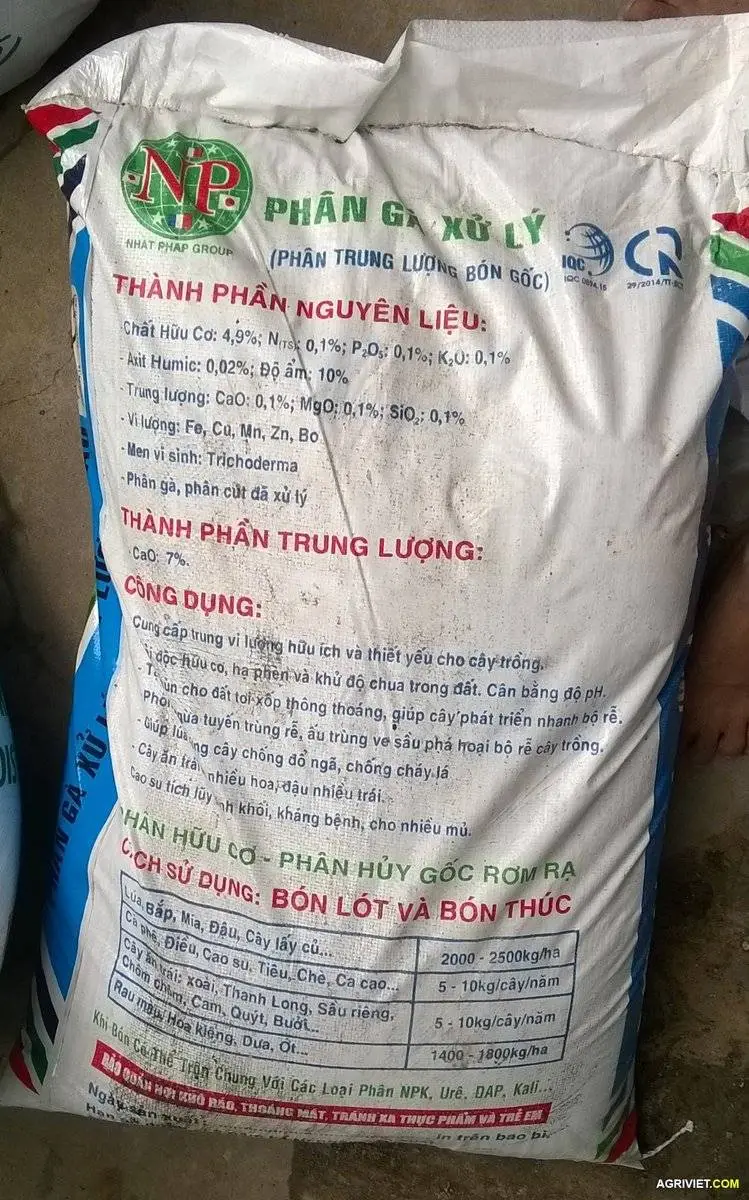 NP
NHAT PHAP GROUP
PHÂN GÀ XỬ LÝ
(PHÂN TRUNG LƯỢNG BÓN GỐC)
IQC
CR
THÀNH PHẦN NGUYÊN LIỆU:
Chất Hữu Cơ: 4,9%; N(TS): 0,1%; P₂O₅: 0,1%; K₂O: 0,1%
- Axit Humic: 0,02%; Độ ẩm: 10%
- Trung lượng: CaO: 0,1%; MgO: 0,1%; SiO₂: 0,1%
- Vi lượng: Fe, Cu, Mn, Zn, Bo
- Men vi sinh: Trichoderma
- Phân gà, phân cút đã xử lý
THÀNH PHẦN TRUNG LƯỢNG:
CaO: 7%.
CÔNG DỤNG:
Cung cấp trung vi lượng hữu ích và thiết yếu cho cây trồng.
độc hữu cơ, hạ phèn và khử độ chua trong đất. Cân bằng độ pH.
cho đất tơi xốp thông thoáng, giúp cây phát triển nhanh bộ rễ.
tuyến trùng rễ, ấu trùng ve sầu phá hoại bộ rễ cây trồng.
- Giúp cây chống đổ ngã, chống cháy lá
- Cây ăn trái nhiều hoa, đậu nhiều trái.
Cao su tích lũy khối, kháng bệnh, cho nhiều mủ.
HỮU CƠ - PHÂN HỦY GỐC RƠM RẠ
SỬ DỤNG: BÓN LÓT VÀ BÓN THÚC
Lúa, Bắp, Mía, Đậu, Cây lấy củ... 2000 - 2500kg/ha
Cà phê, Điều, Cao su, Tiêu, Chè, Ca cao... 5 - 10kg/cây/năm
Cây ăn trái: xoài, Thanh Long, Sầu riêng,
Chôm chôm, Cam, Quýt, Bưởi... 5 - 10kg/cây/năm
Rau màu, Hoa kiệng, Dưa, Ớt... 1400 - 1800kg/ha
Khi Bón Có Thể Trộn Chung Với Các Loại Phân NPK, Urê, DAP, Kali...
BẢO QUẢN NƠI KHÔ RÁO, THOÁNG MÁT, TRÁNH XA THỰC PHẨM VÀ TRẺ EM
Ngày sản xuất
in trên bao bì.
GÀ XỬ
AGRIVIET.COM